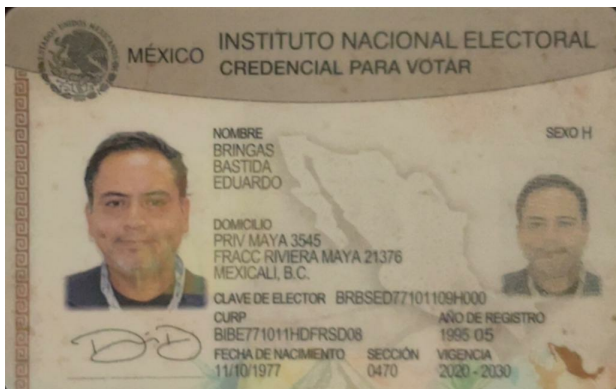 MÉXICO
INSTITUTO NACIONAL ELECTORAL
CREDENCIAL PARA VOTAR
NOMBRE
BRINGAS
BASTIDA
EDUARDO
SEXO H
DOMICILIO
PRIV MAYA 3545
FRACC RIVIERA MAYA 21376
MEXICALI, B.C.
CLAVE DE ELECTOR BRBSED77101109H000
CURP
BIBE771011HDFRSD08
AÑO DE REGISTRO
1995 05
FECHA DE NACIMIENTO
11/10/1977
SECCIÓN
0470
VIGENCIA
2020 - 2030